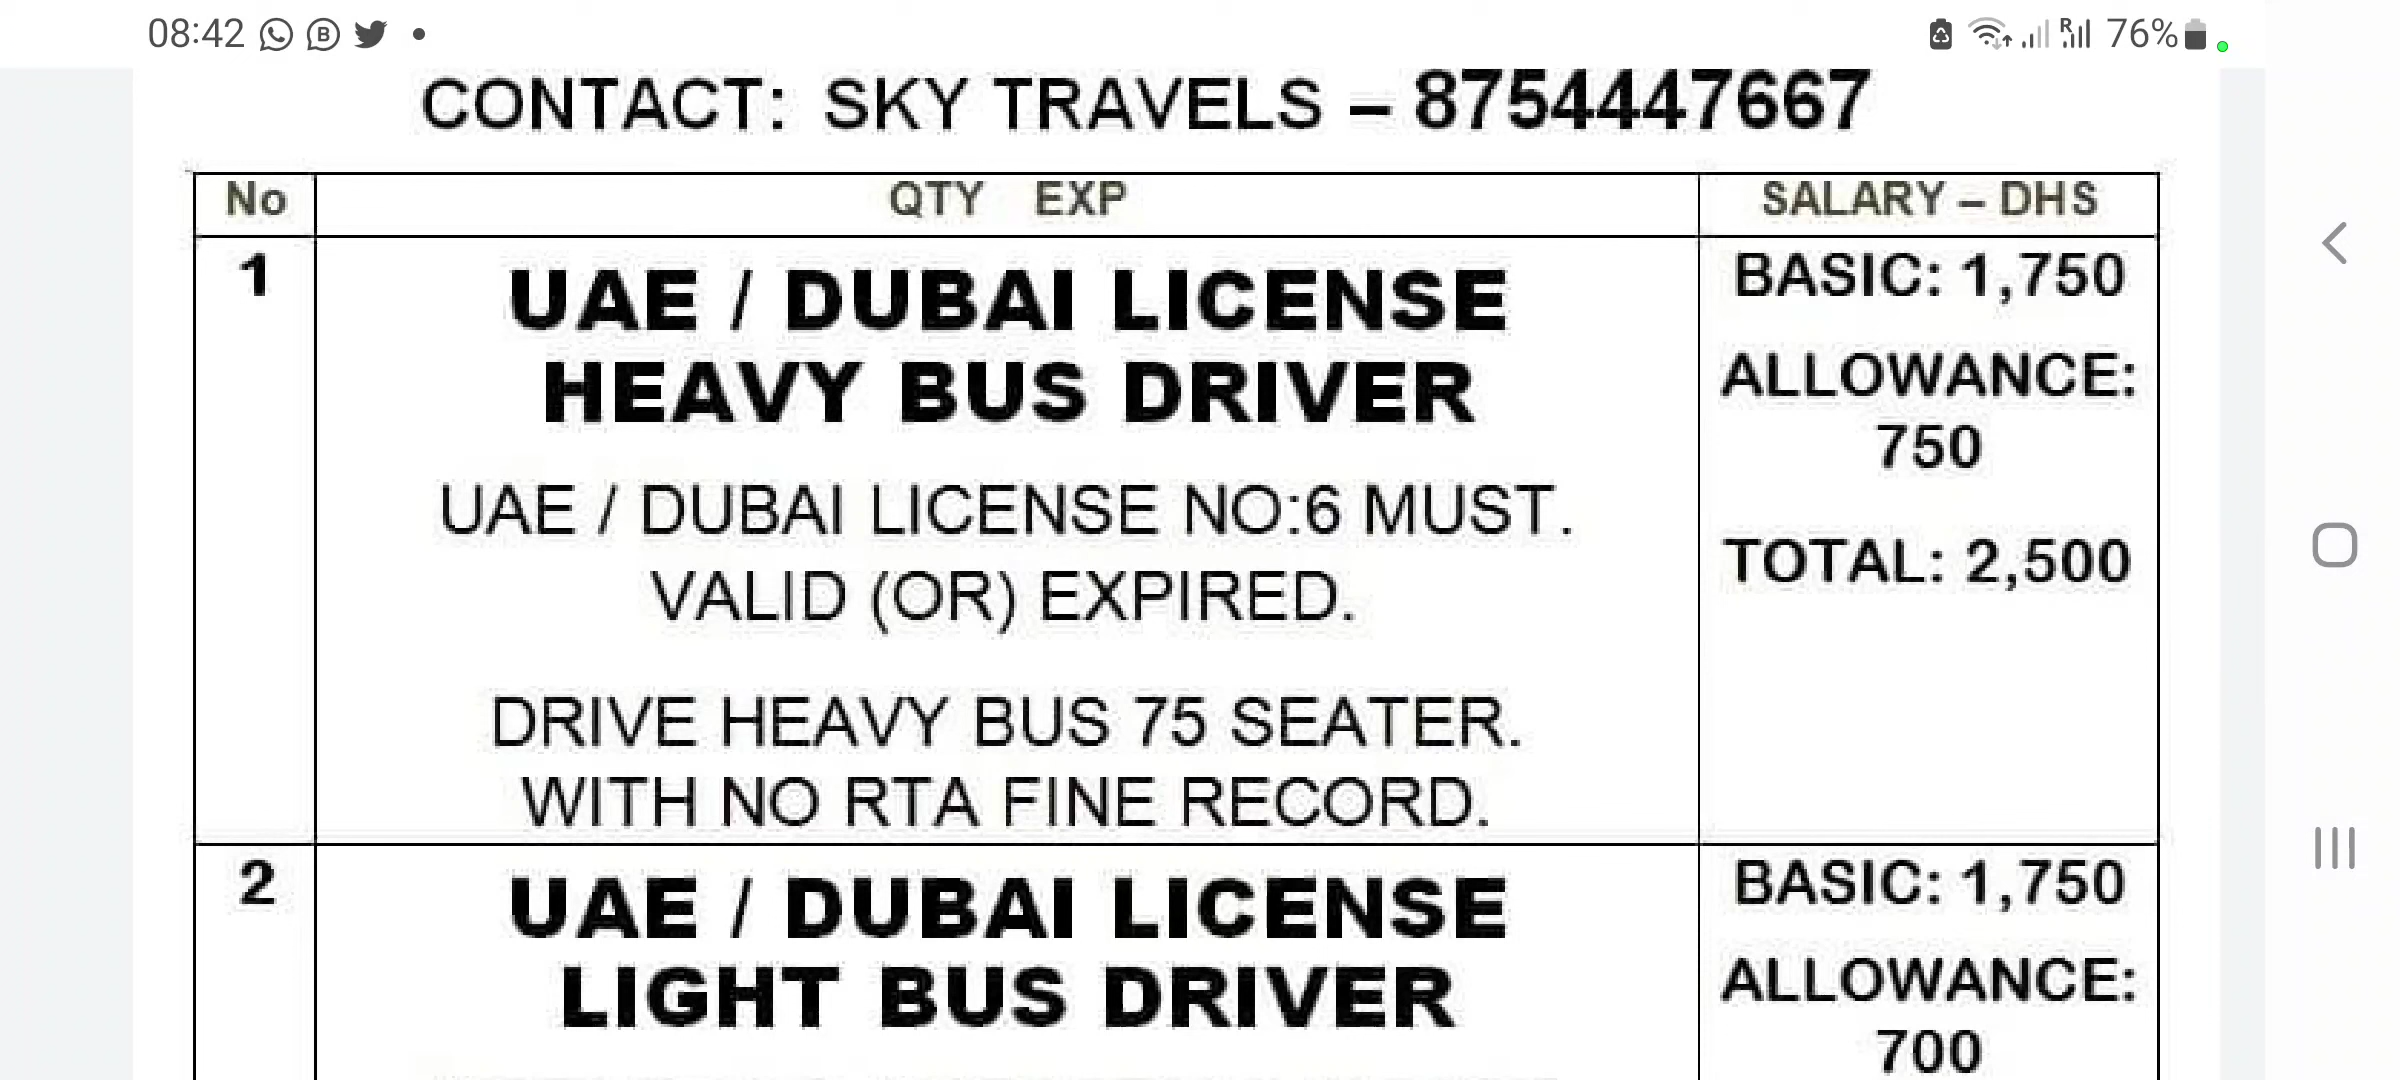 08:42
76%
CONTACT: SKY TRAVELS – 8754447667
No QTY EXP SALARY – DHS
1
UAE / DUBAI LICENSE
HEAVY BUS DRIVER
UAE / DUBAI LICENSE NO:6 MUST.
VALID (OR) EXPIRED.
DRIVE HEAVY BUS 75 SEATER.
WITH NO RTA FINE RECORD.
BASIC: 1,750
ALLOWANCE:
750
TOTAL: 2,500
2
UAE / DUBAI LICENSE
LIGHT BUS DRIVER
BASIC: 1,750
ALLOWANCE:
700